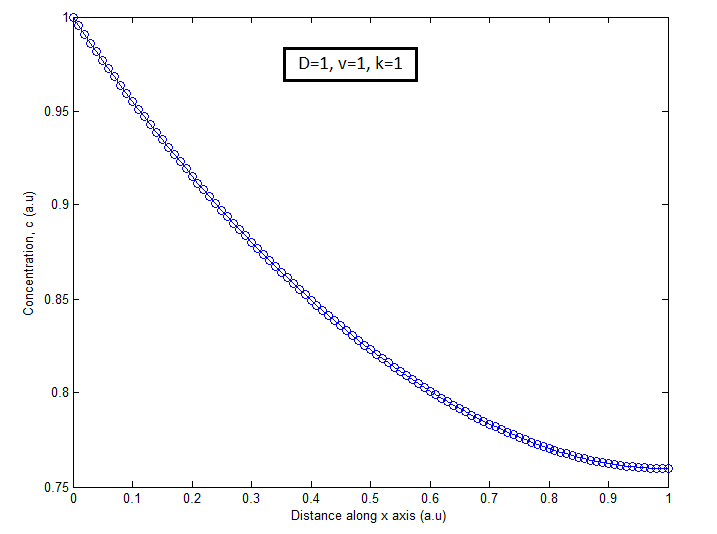 D=1, v=1, k=1
1
0.95
0.9
0.85
0.8
0.75
Concentration, c (a.u)
0 0.1 0.2 0.3 0.4 0.5 0.6 0.7 0.8 0.9 1
Distance along x axis (a.u)